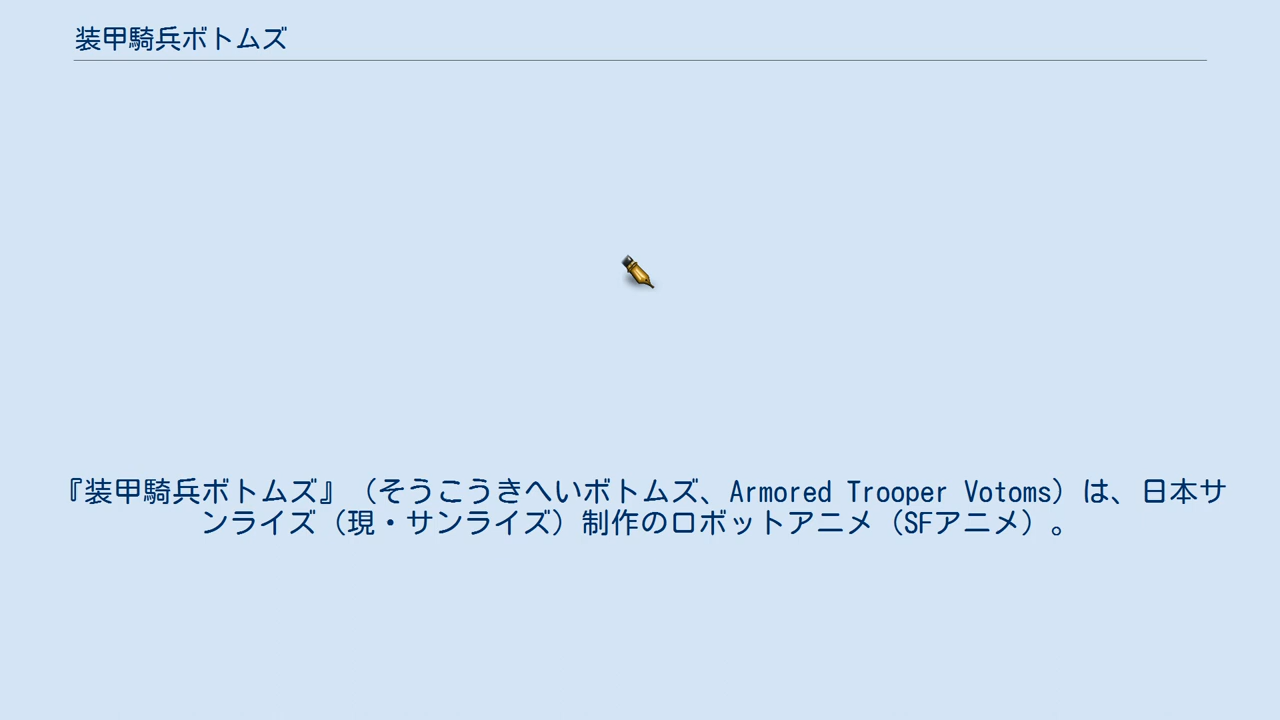 装甲騎兵ボトムズ
『装甲騎兵ボトムズ』（そうこうきへいボトムズ、Armored Trooper Votoms）は、日本サ
ンライズ（現・サンライズ）制作のロボットアニメ（SFアニメ）。